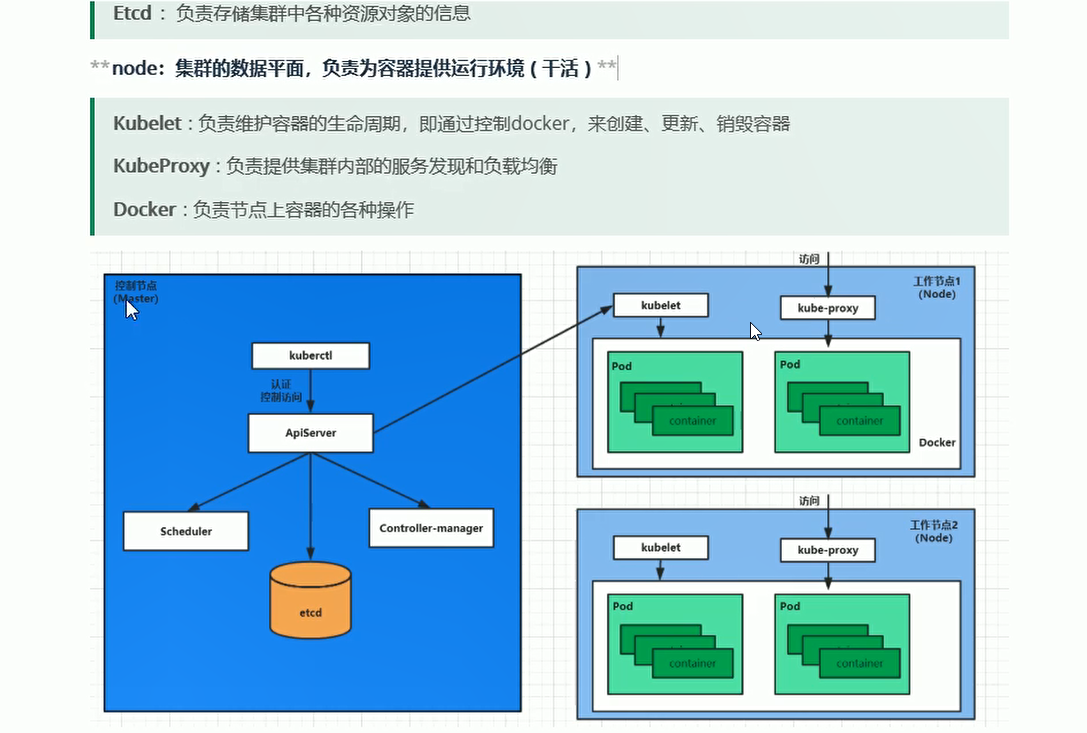 Etcd ： 负责存储集群中各种资源对象的信息
**node：集群的数据平面，负责为容器提供运行环境 ( 干活 ) **
Kubelet : 负责维护容器的生命周期，即通过控制docker，来创建、更新、销毁容器
KubeProxy : 负责提供集群内部的服务发现和负载均衡
Docker : 负责节点上容器的各种操作
控制节点
(Master)
kuberctl
认证
控制访问
ApiServer
Scheduler
Controller-manager
etcd
访问
工作节点1
(Node)
kubelet
kube-proxy
Pod
container
Pod
container
Docker
访问
工作节点2
(Node)
kubelet
kube-proxy
Pod
container
Pod
container